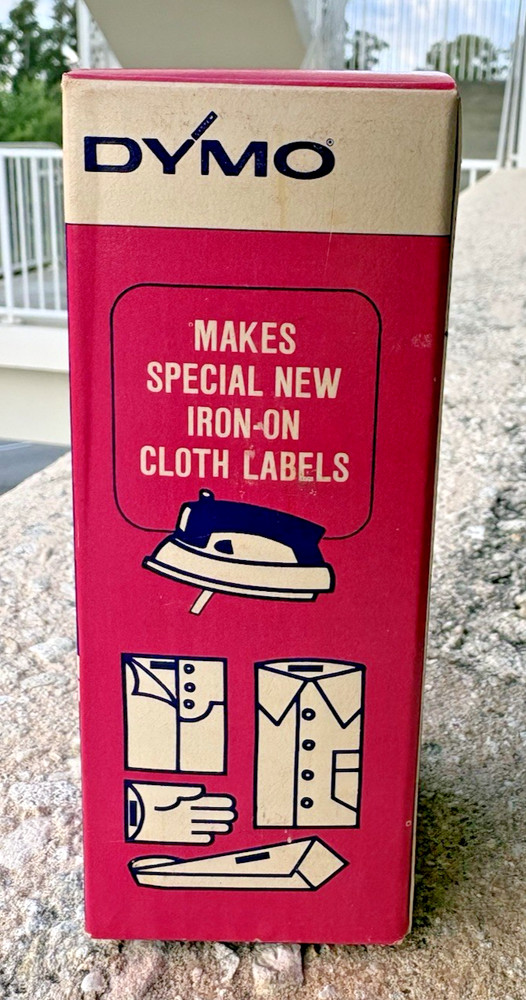 DYMO®
MAKES
SPECIAL NEW
IRON-ON
CLOTH LABELS